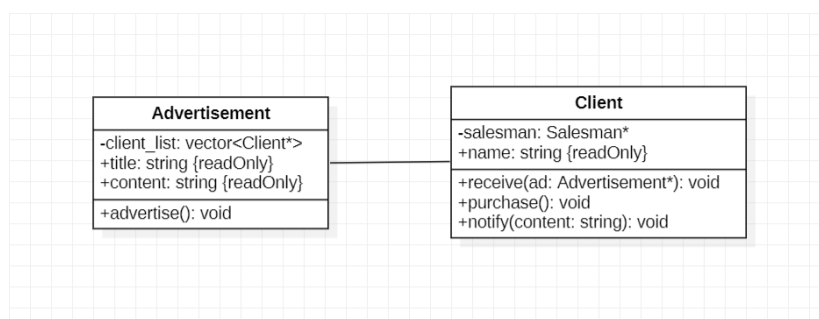 Advertisement
-client_list: vector<Client*>
+title: string {readOnly}
+content: string {readOnly}
+advertise(): void
Client
-salesman: Salesman*
+name: string {readOnly}
+receive(ad: Advertisement*): void
+purchase(): void
+notify(content: string): void